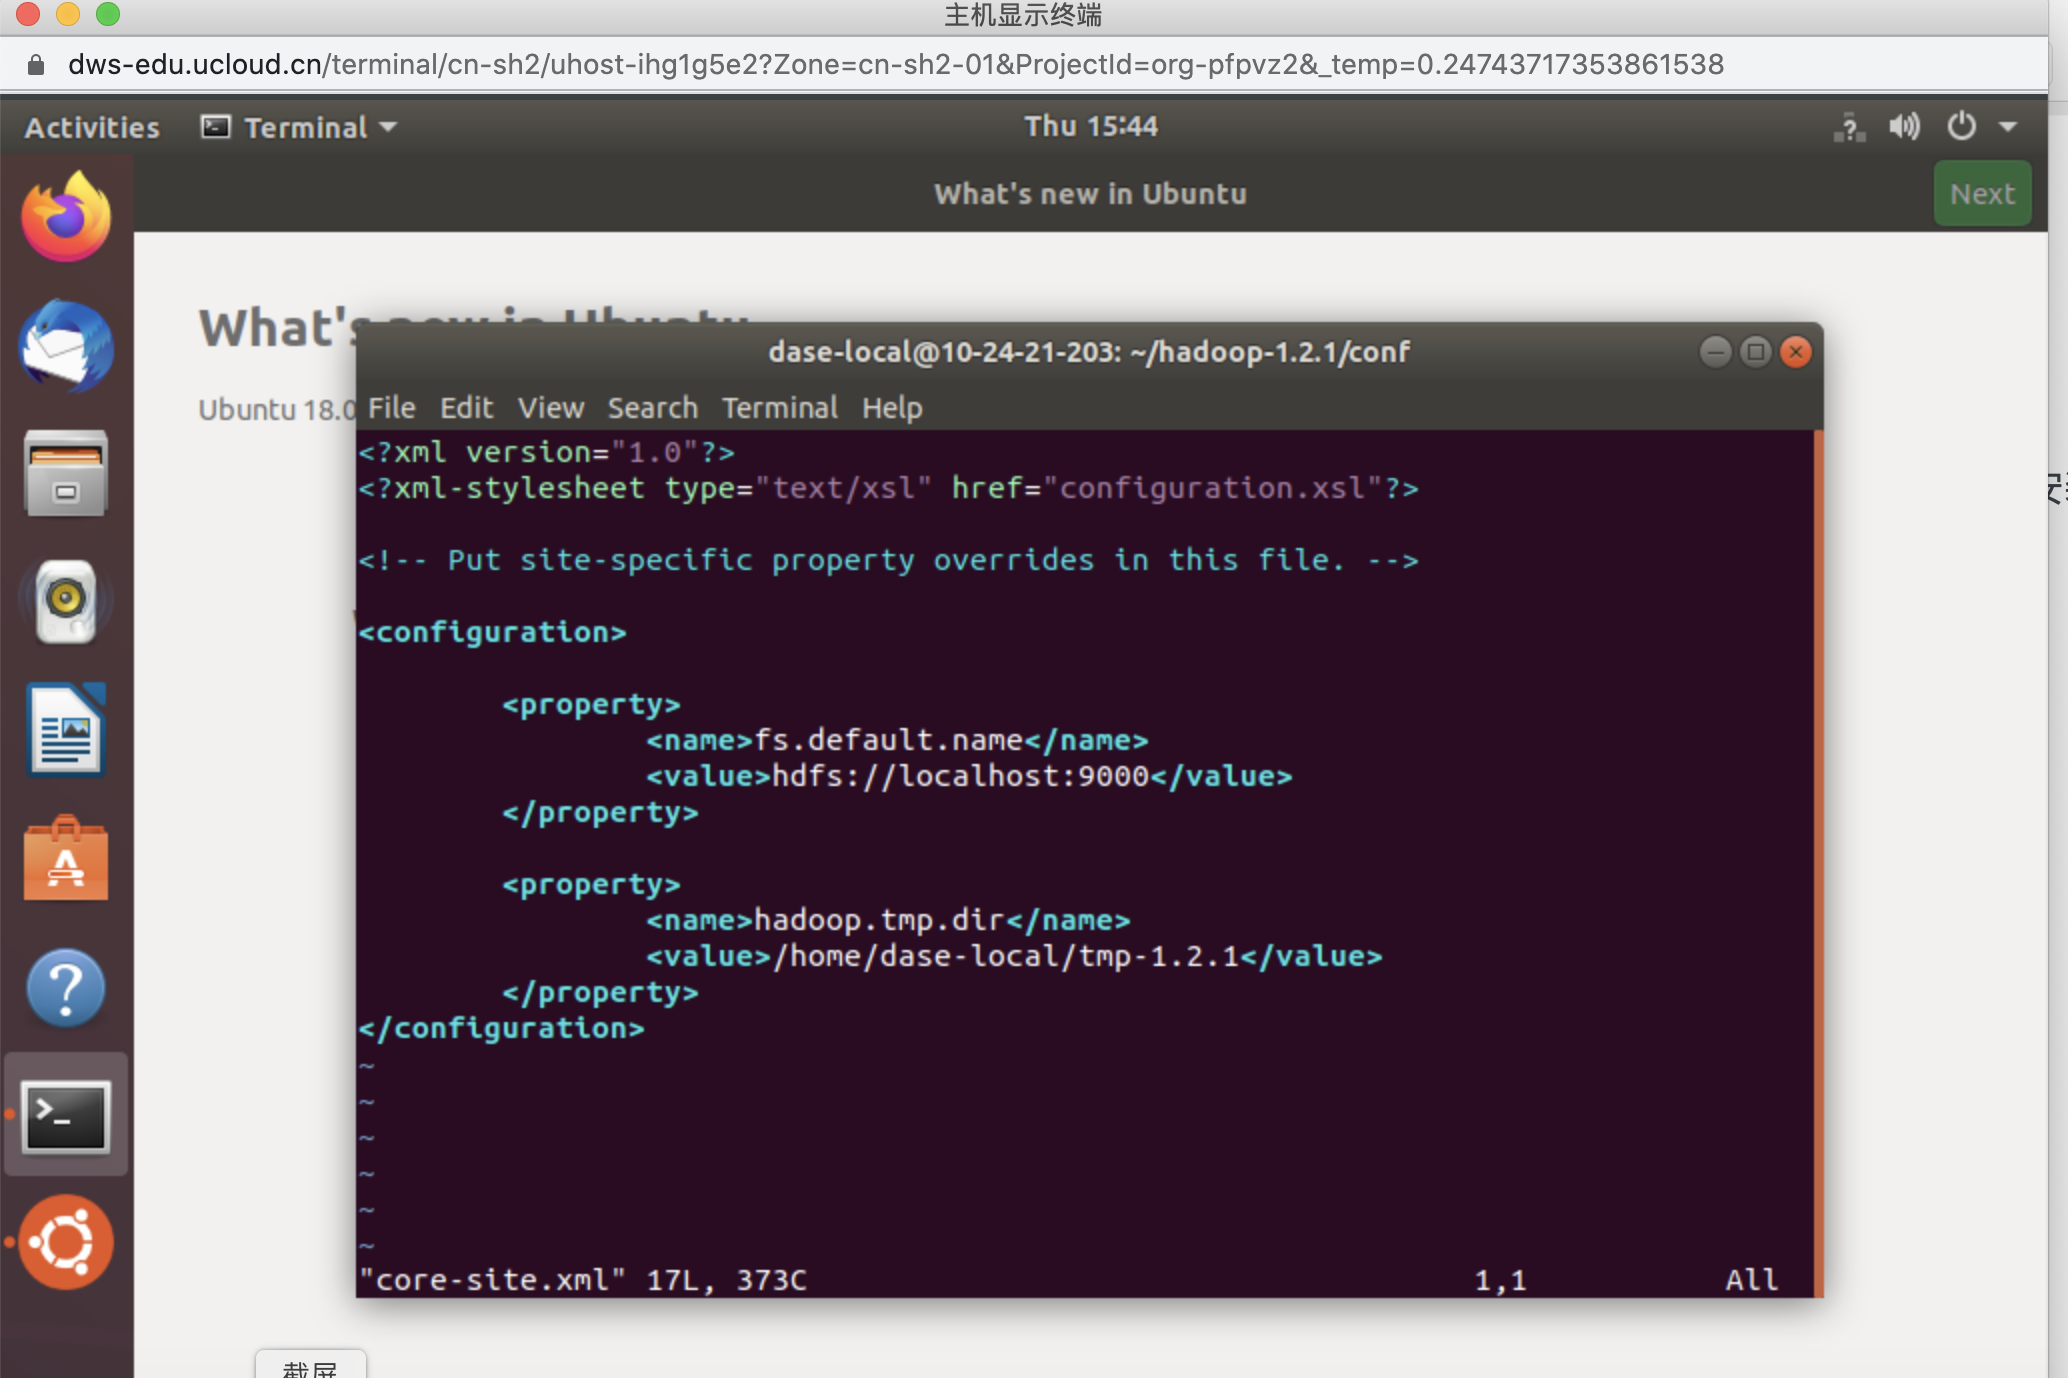 主机显示终端
dws-edu.ucloud.cn/terminal/cn-sh2/uhost-ihg1g5e2?Zone=cn-sh2-01&ProjectId=org-pfpvz2&_temp=0.24743717353861538
Activities Terminal Thu 15:44
What's new in Ubuntu Next
What's new in Ubuntu
dase-local@10-24-21-203: ~/hadoop-1.2.1/conf
Ubuntu 18.0
File Edit View Search Terminal Help
<?xml version="1.0"?>
<?xml-stylesheet type="text/xsl" href="configuration.xsl"?>
<!-- Put site-specific property overrides in this file. -->
<configuration>
<property>
<name>fs.default.name</name>
<value>hdfs://localhost:9000</value>
</property>
<property>
<name>hadoop.tmp.dir</name>
<value>/home/dase-local/tmp-1.2.1</value>
</property>
</configuration>
~
~
~
~
~
~
"core-site.xml" 17L, 373C 1,1 All
截屏